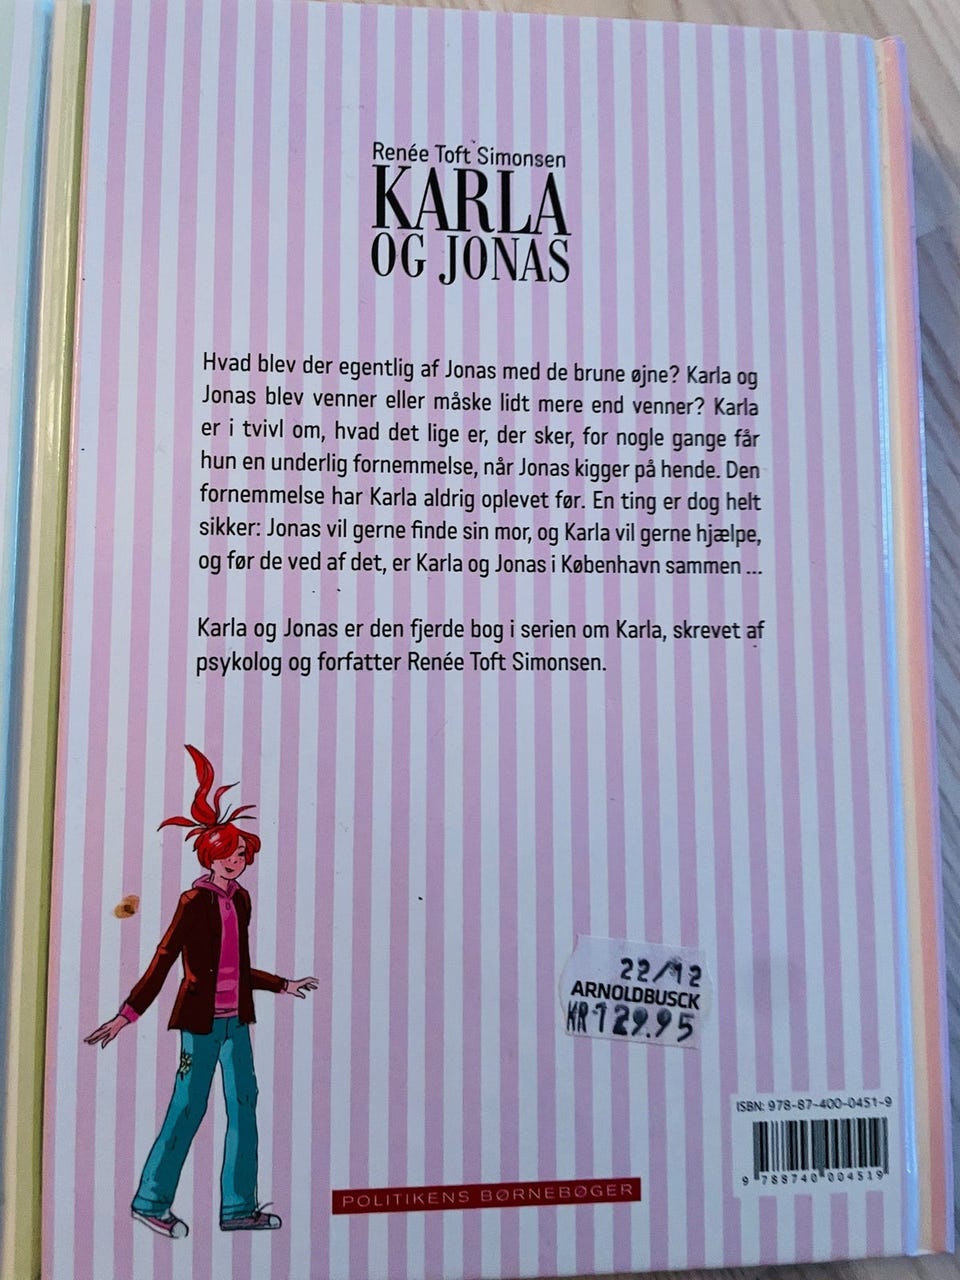 Renée Toft Simonsen
KARLA
OG JONAS
Hvad blev der egentlig af Jonas med de brune øjne? Karla og
Jonas blev venner eller måske lidt mere end venner? Karla
er i tvivl om, hvad det lige er, der sker, for nogle gange får
hun en underlig fornemmelse, når Jonas kigger på hende. Den
fornemmelse har Karla aldrig oplevet før. En ting er dog helt
sikker: Jonas vil gerne finde sin mor, og Karla vil gerne hjælpe,
og før de ved af det, er Karla og Jonas i København sammen ...
Karla og Jonas er den fjerde bog i serien om Karla, skrevet af
psykolog og forfatter Renée Toft Simonsen.
22/12
ARNOLDBUSCK
KR 129.95
ISBN: 978-87-400-0451-9
9 788740 004519
POLITIKENS BØRNEBØGER